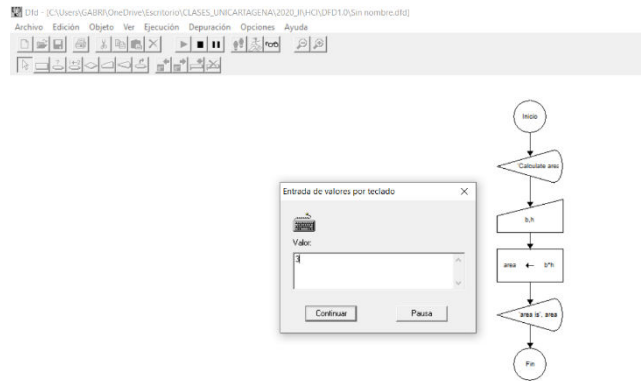 Dfd - [C:\Users\GABRI\OneDrive\Escritorio\CLASES_UNICARTAGENA\2020_II\HCI\DFD1.0\Sin nombre.dfd]
Archivo Edición Objeto Ver Ejecución Depuración Opciones Ayuda
Inicio
'Calculate area
Entrada de valores por teclado
b,h
Valor:
3
area ← b*h
Continuar Pausa
'area is', area
Fin